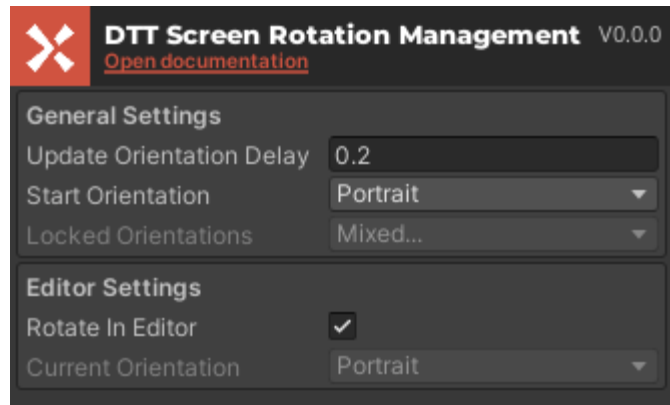 DTT Screen Rotation Management V0.0.0
Open documentation
General Settings
Update Orientation Delay 0.2
Start Orientation Portrait
Locked Orientations Mixed...
Editor Settings
Rotate In Editor
Current Orientation Portrait